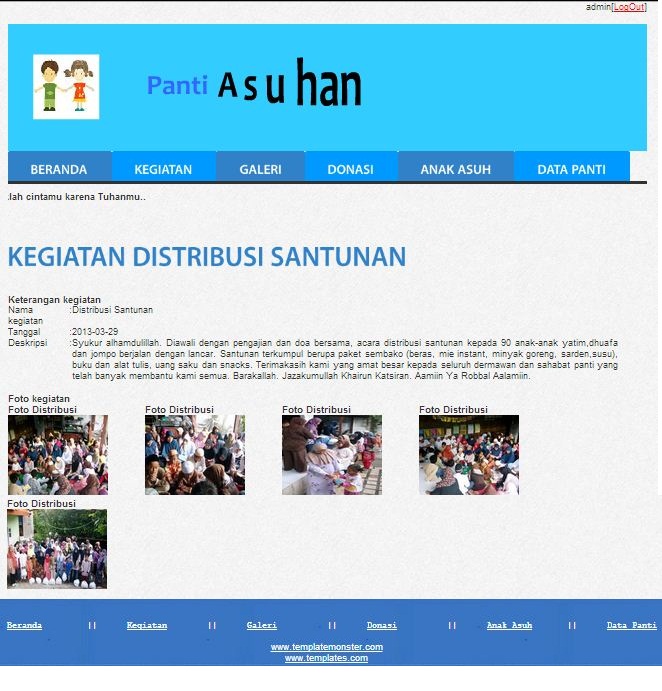 admin[LogOut]
Panti Asuhan
BERANDA KEGIATAN GALERI DONASI ANAK ASUH DATA PANTI
.lah cintamu karena Tuhanmu..
KEGIATAN DISTRIBUSI SANTUNAN
Keterangan kegiatan
Nama :Distribusi Santunan
kegiatan
Tanggal :2013-03-29
Deskripsi :Syukur alhamdulillah. Diawali dengan pengajian dan doa bersama, acara distribusi santunan kepada 90 anak-anak yatim,dhuafa
dan jompo berjalan dengan lancar. Santunan terkumpul berupa paket sembako (beras, mie instant, minyak goreng, sarden,susu),
buku dan alat tulis, uang saku dan snacks. Terimakasih kami yang amat besar kepada seluruh dermawan dan sahabat panti yang
telah banyak membantu kami semua. Barakallah. Jazakumullah Khairun Katsiran. Aamiin Ya Robbal Aalamiin.
Foto kegiatan
Foto Distribusi Foto Distribusi Foto Distribusi Foto Distribusi
Foto Distribusi
Beranda || Kegiatan || Galeri || Donasi || Anak Asuh || Data Panti
www.templatemonster.com
www.templates.com